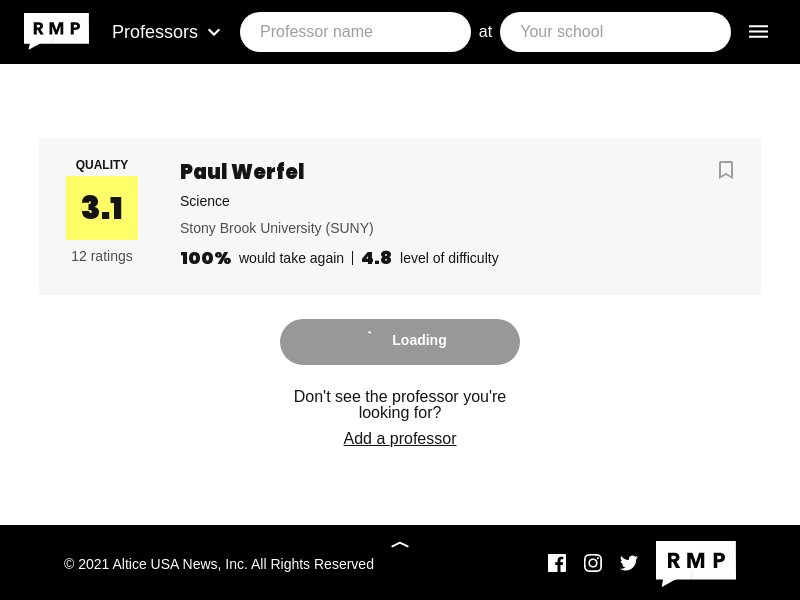 RMP Professors Professor name at Your school
QUALITY
3.1
12 ratings
Paul Werfel
Science
Stony Brook University (SUNY)
100% would take again 4.8 level of difficulty
Loading
Don't see the professor you're
looking for?
Add a professor
© 2021 Altice USA News, Inc. All Rights Reserved
RMP